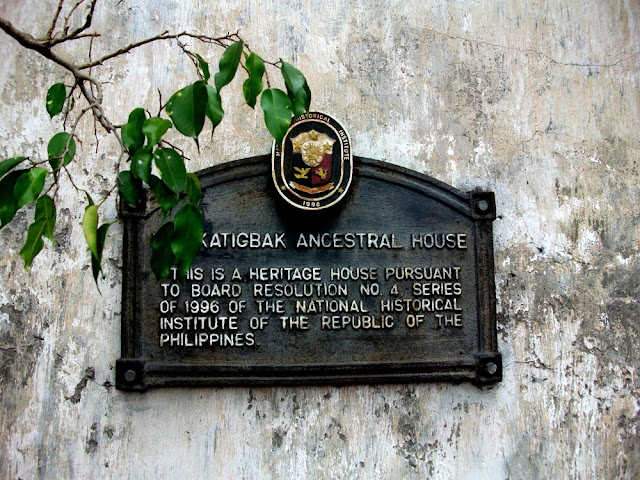 HISTORICAL INSTITUTE
1996
KATIGBAK ANCESTRAL HOUSE
THIS IS A HERITAGE HOUSE PURSUANT
TO BOARD RESOLUTION NO. 4 SERIES
OF 1996 OF THE NATIONAL HISTORICAL
INSTITUTE OF THE REPUBLIC OF THE
PHILIPPINES.